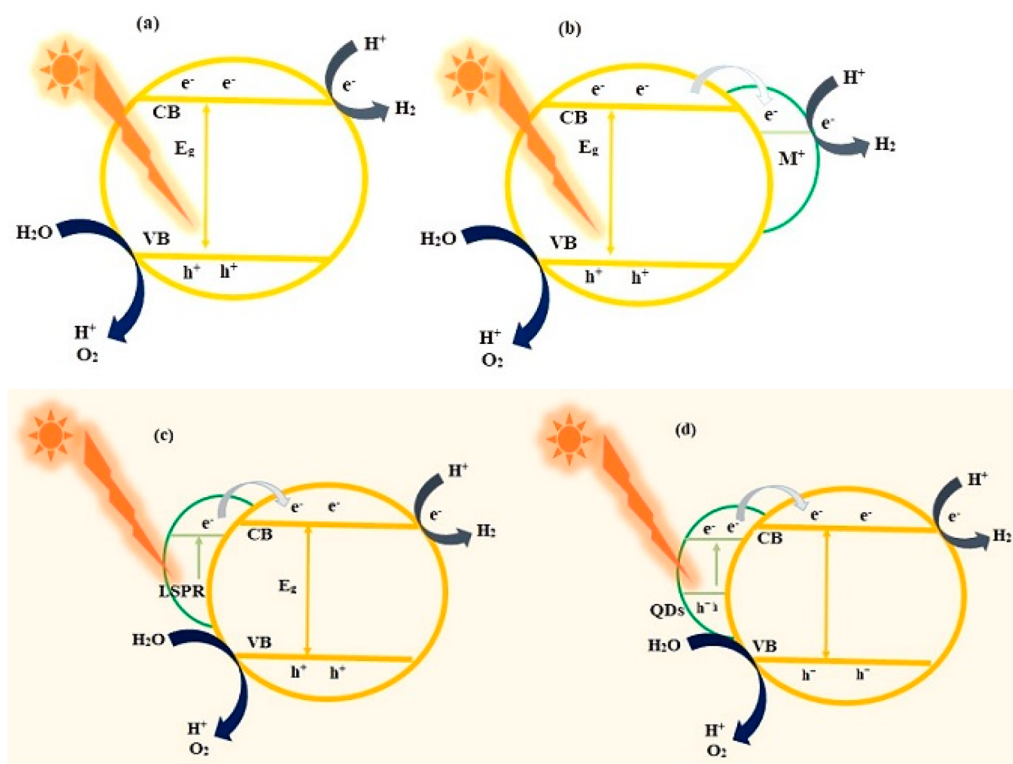 (a)
H⁺
e⁻ e⁻
e⁻
H₂
CB
Eg
H₂O
VB
h⁺ h⁺
H⁺
O₂
(b)
H⁺
e⁻ e⁻
e⁻
e⁻
CB
H₂
Eg
M⁺
H₂O
VB
h⁺ h⁺
H⁺
O₂
(c)
H⁺
e⁻ e⁻
e⁻
e⁻
CB
H₂
LSPR
Eg
H₂O
VB
h⁺ h⁺
H⁺
O₂
(d)
H⁺
e⁻ e⁻
e⁻ e⁻
e⁻
CB
H₂
QDs
H₂O
VB
h⁻ h⁻
H⁺
O₂